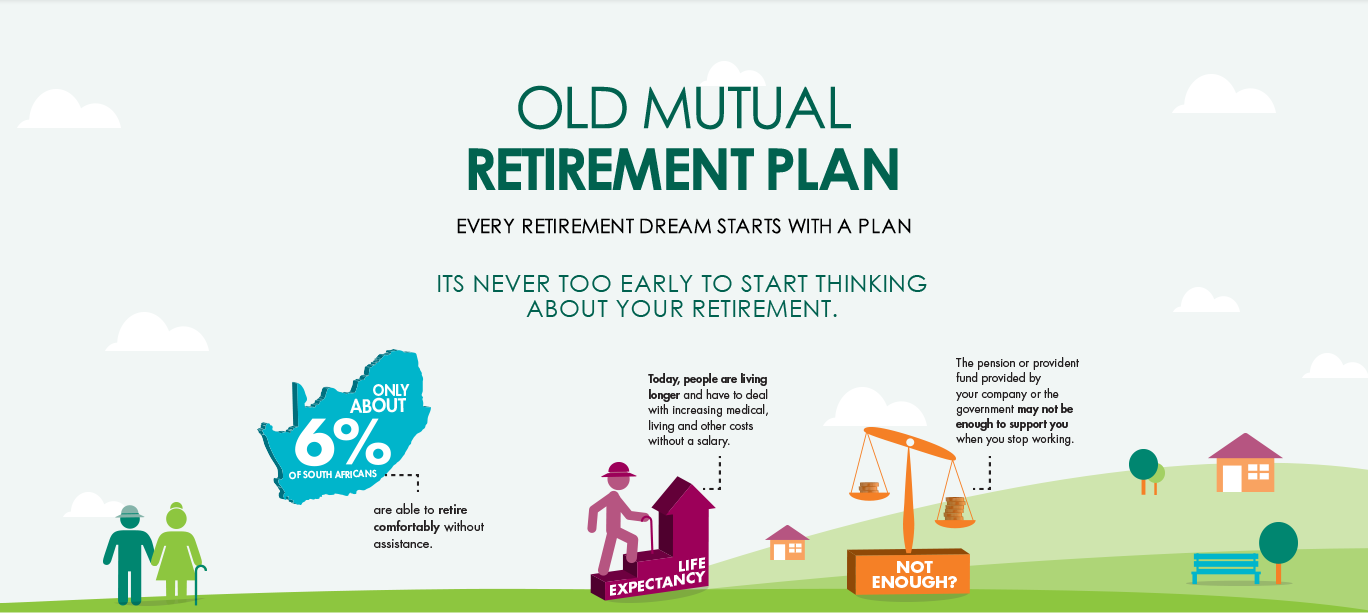 OLD MUTUAL
RETIREMENT PLAN
EVERY RETIREMENT DREAM STARTS WITH A PLAN
ITS NEVER TOO EARLY TO START THINKING
ABOUT YOUR RETIREMENT.
ONLY
ABOUT
6%
OF SOUTH AFRICANS
are able to retire
comfortably without
assistance.
Today, people are living
longer and have to deal
with increasing medical,
living and other costs
without a salary.
LIFE
EXPECTANCY
The pension or provident
fund provided by
your company or the
government may not be
enough to support you
when you stop working.
NOT
ENOUGH?